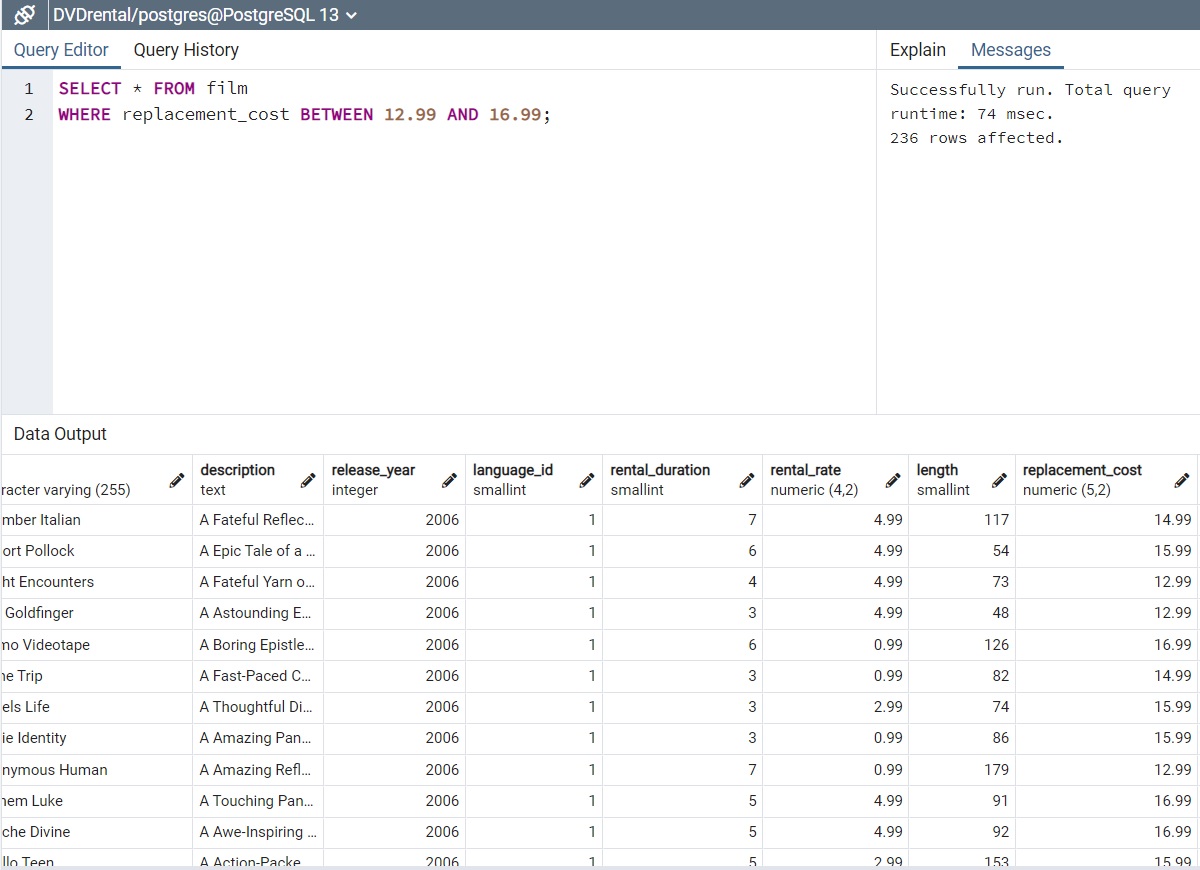 DVDrental/postgres@PostgreSQL 13
Query Editor Query History
Explain Messages
1 SELECT * FROM film
2 WHERE replacement_cost BETWEEN 12.99 AND 16.99;
Successfully run. Total query
runtime: 74 msec.
236 rows affected.
Data Output
description release_year language_id rental_duration rental_rate length replacement_cost
racter varying (255) text integer smallint smallint numeric (4,2) smallint numeric (5,2)
mber Italian A Fateful Reflec... 2006 1 7 4.99 117 14.99
ort Pollock A Epic Tale of a ... 2006 1 6 4.99 54 15.99
ht Encounters A Fateful Yarn o... 2006 1 4 4.99 73 12.99
Goldfinger A Astounding E... 2006 1 3 4.99 48 12.99
mo Videotape A Boring Epistle... 2006 1 6 0.99 126 16.99
ne Trip A Fast-Paced C... 2006 1 3 0.99 82 14.99
els Life A Thoughtful Di... 2006 1 3 2.99 74 15.99
ie Identity A Amazing Pan... 2006 1 3 0.99 86 15.99
nymous Human A Amazing Refl... 2006 1 7 0.99 179 12.99
hem Luke A Touching Pan... 2006 1 5 4.99 91 16.99
che Divine A Awe-Inspiring ... 2006 1 5 4.99 92 16.99
llo Teen A Action-Packe 2006 1 5 2.99 153 15.99